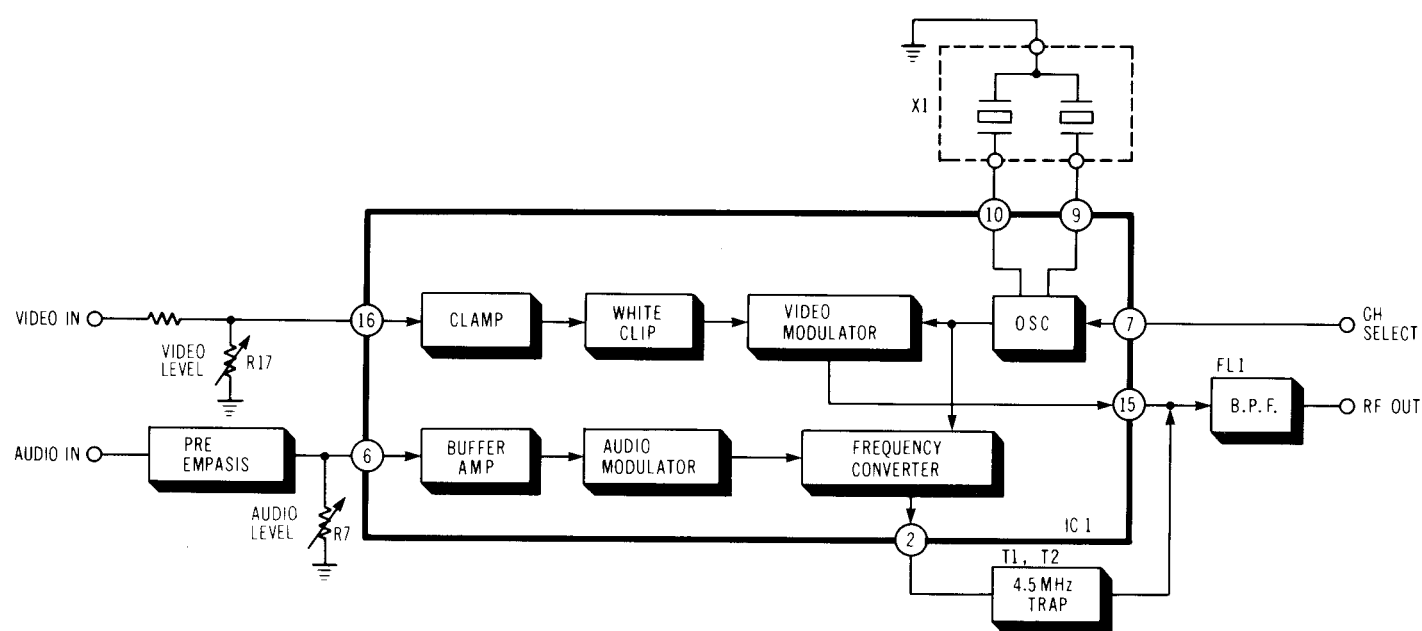 X1
10
9
VIDEO IN
VIDEO
LEVEL
R17
16
CLAMP
WHITE
CLIP
VIDEO
MODULATOR
OSC
7
CH
SELECT
15
FL1
B.P.F.
RF OUT
AUDIO IN
PRE
EMPASIS
AUDIO
LEVEL
R7
6
BUFFER
AMP
AUDIO
MODULATOR
FREQUENCY
CONVERTER
IC 1
2
T1, T2
4.5MHz
TRAP